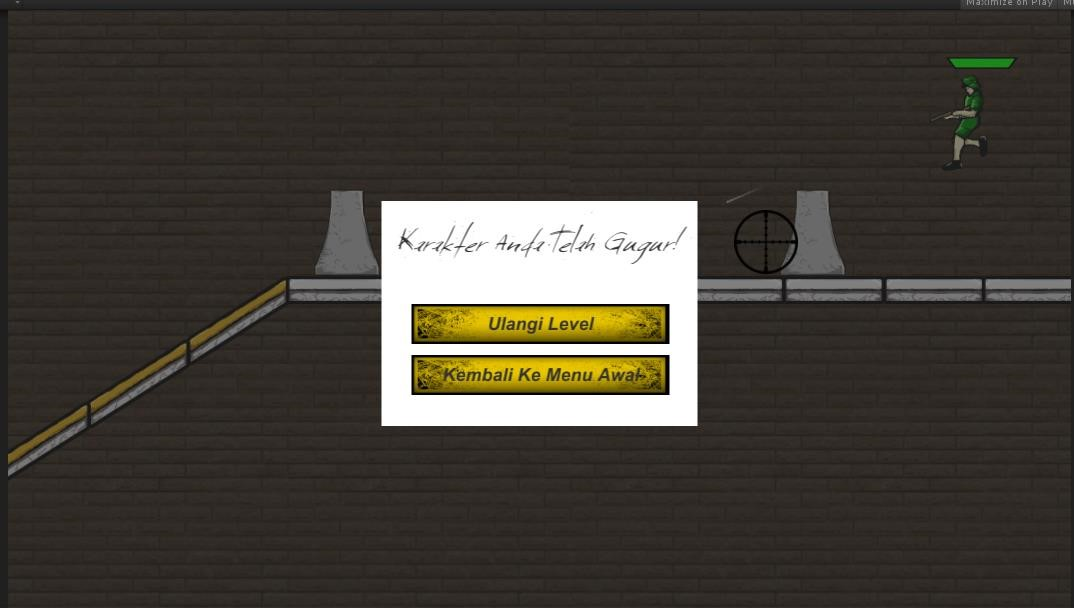 Maximize on Play
Karakter Anda Telah Gugur!
Ulangi Level
Kembali Ke Menu Awal